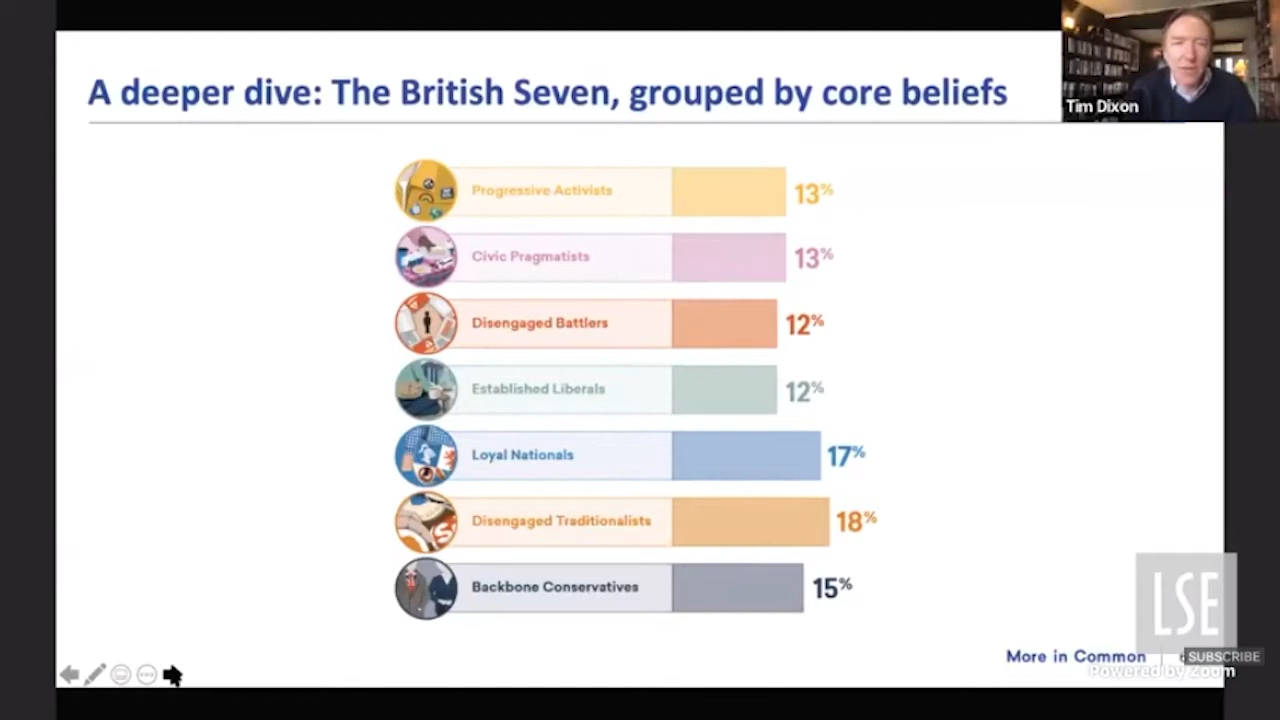 A deeper dive: The British Seven, grouped by core beliefs
Tim Dixon
Progressive Activists 13%
Civic Pragmatists 13%
Disengaged Battlers 12%
Established Liberals 12%
Loyal Nationals 17%
Disengaged Traditionalists 18%
Backbone Conservatives 15%
LSE
More in Common
SUBSCRIBE
Powered by Zoom